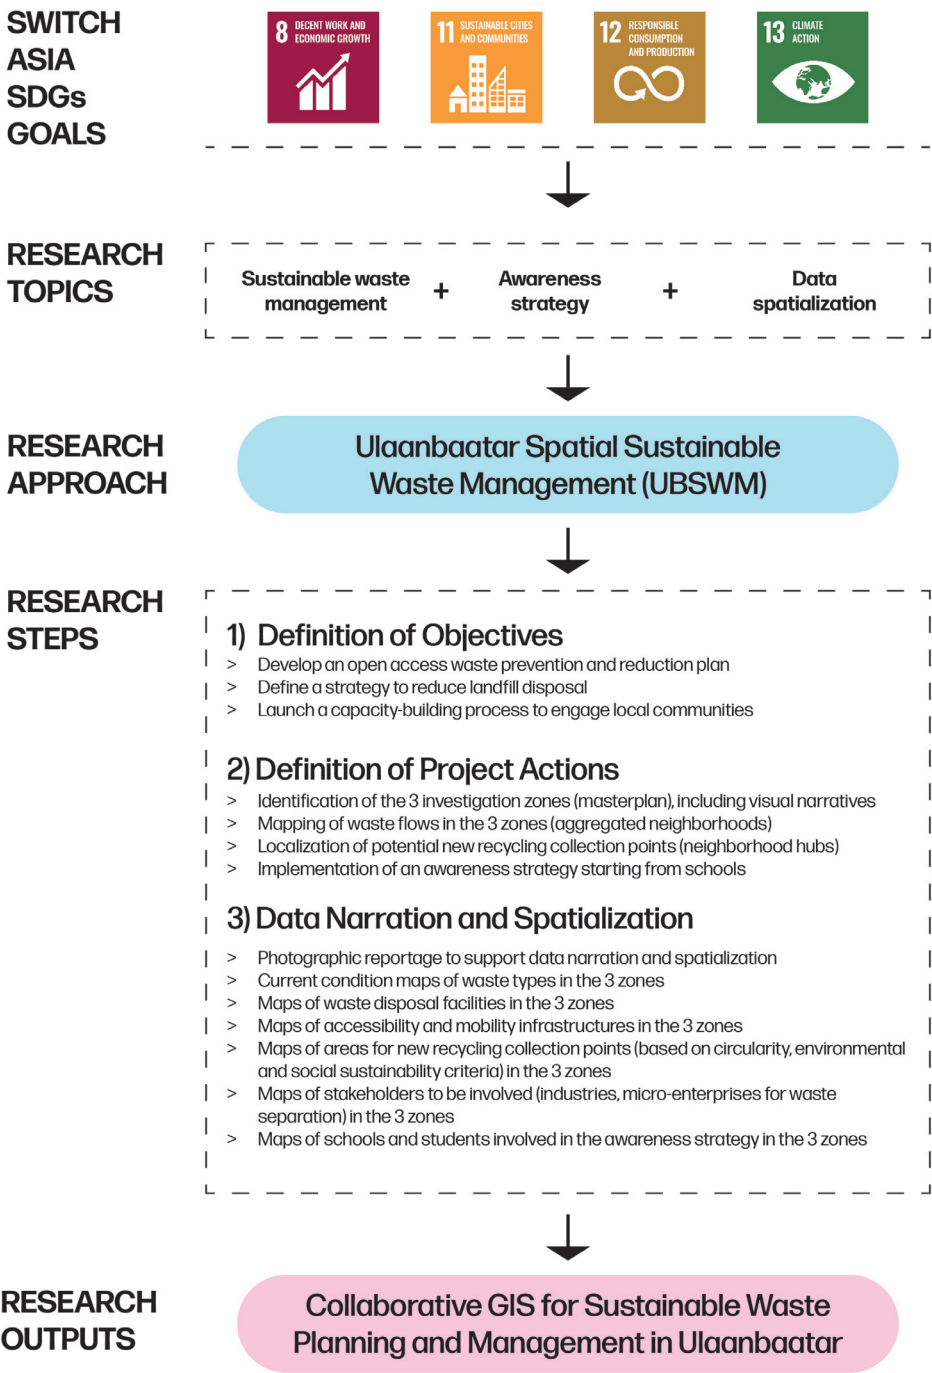 SWITCH
ASIA
SDGs
GOALS
8 DECENT WORK AND
ECONOMIC GROWTH
11 SUSTAINABLE CITIES
AND COMMUNITIES
12 RESPONSIBLE
CONSUMPTION
AND PRODUCTION
13 CLIMATE
ACTION
RESEARCH
TOPICS
Sustainable waste
management
+
Awareness
strategy
+
Data
spatialization
RESEARCH
APPROACH
Ulaanbaatar Spatial Sustainable
Waste Management (UBSWM)
RESEARCH
STEPS
1) Definition of Objectives
> Develop an open access waste prevention and reduction plan
> Define a strategy to reduce landfill disposal
> Launch a capacity-building process to engage local communities
2) Definition of Project Actions
> Identification of the 3 investigation zones (masterplan), including visual narratives
> Mapping of waste flows in the 3 zones (aggregated neighborhoods)
> Localization of potential new recycling collection points (neighborhood hubs)
> Implementation of an awareness strategy starting from schools
3) Data Narration and Spatialization
> Photographic reportage to support data narration and spatialization
> Current condition maps of waste types in the 3 zones
> Maps of waste disposal facilities in the 3 zones
> Maps of accessibility and mobility infrastructures in the 3 zones
> Maps of areas for new recycling collection points (based on circularity, environmental
and social sustainability criteria) in the 3 zones
> Maps of stakeholders to be involved (industries, micro-enterprises for waste
separation) in the 3 zones
> Maps of schools and students involved in the awareness strategy in the 3 zones
RESEARCH
OUTPUTS
Collaborative GIS for Sustainable Waste
Planning and Management in Ulaanbaatar